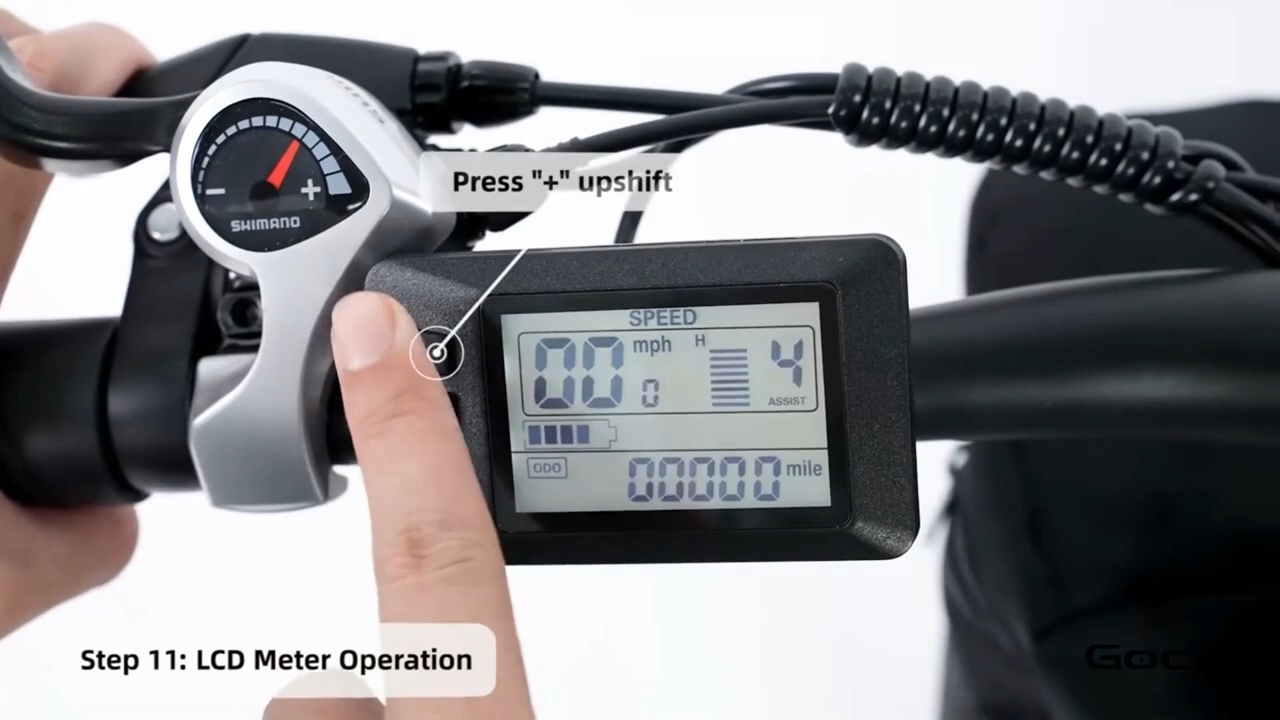 SHIMANO
- +
Press "+" upshift
SPEED
00 0 mph H 4
ASSIST
ODO 00000 mile
Step 11: LCD Meter Operation